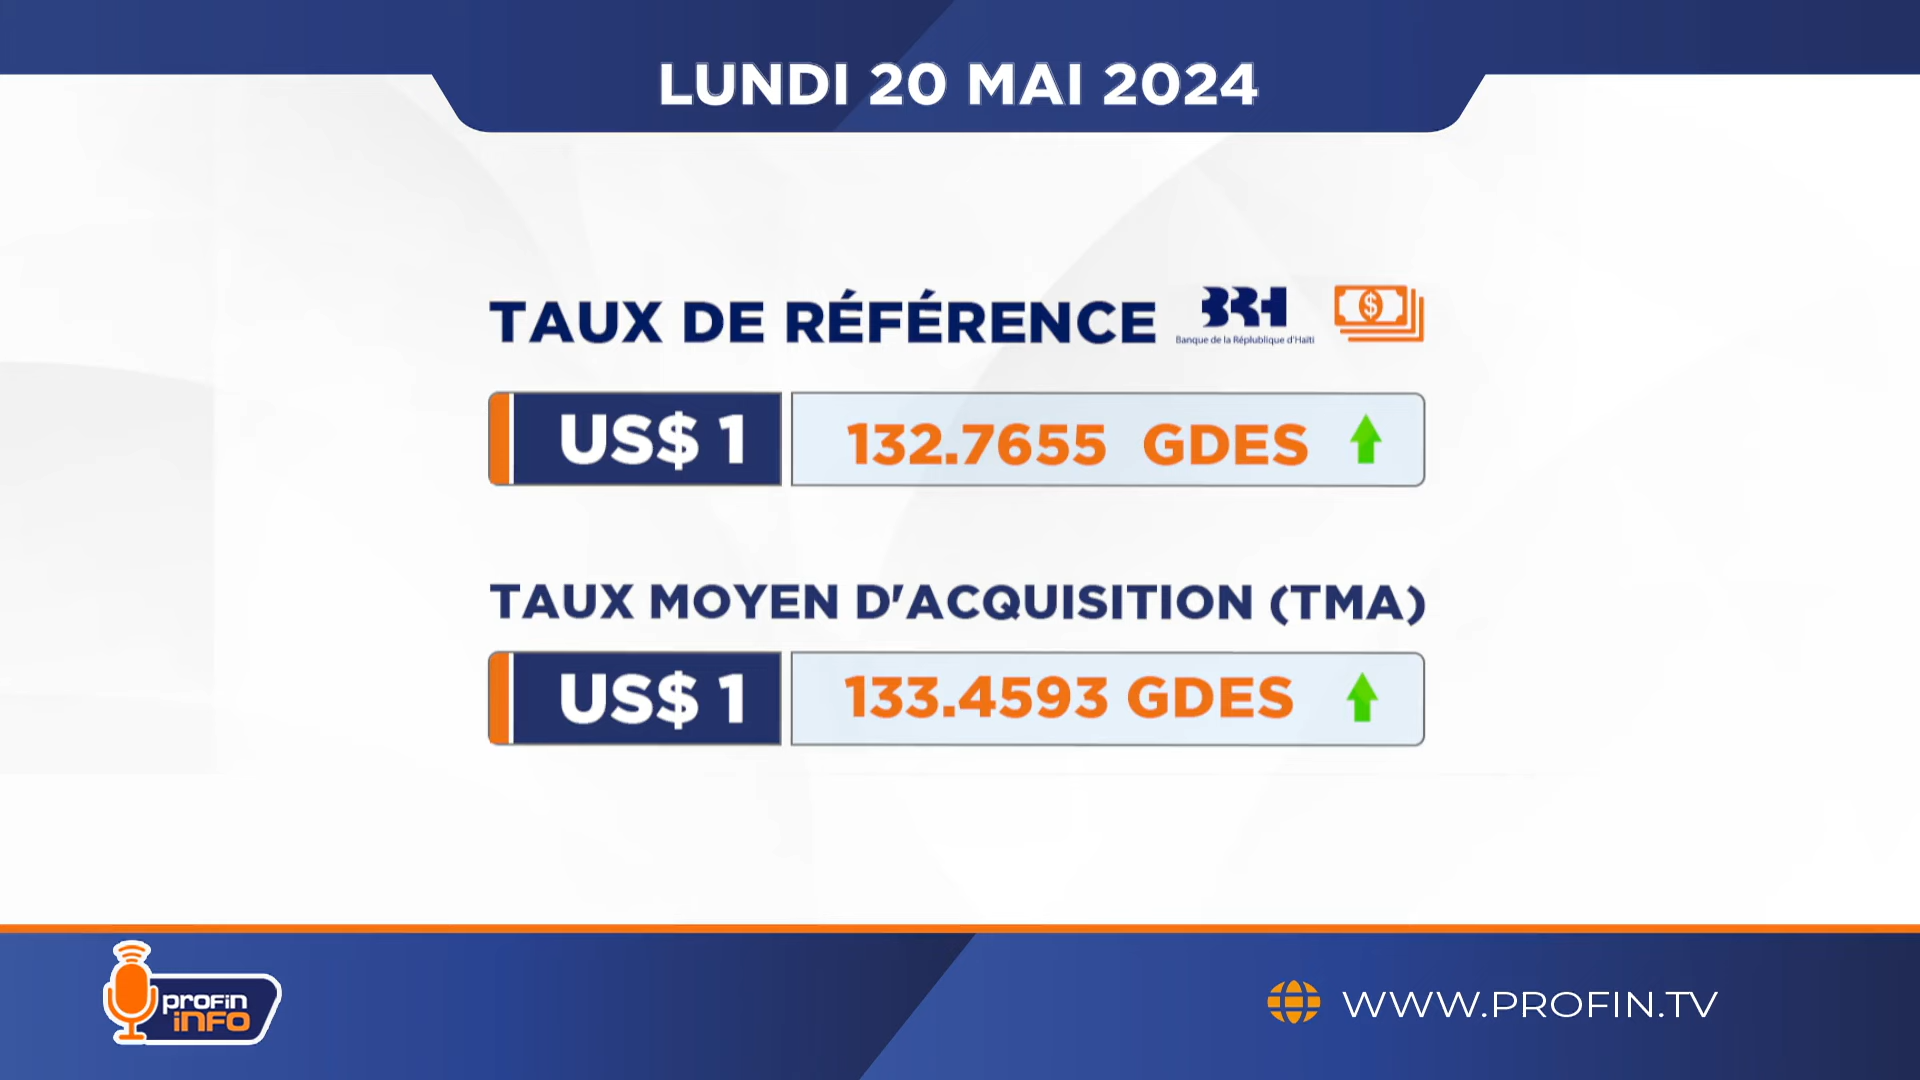 LUNDI 20 MAI 2024
TAUX DE RÉFÉRENCE
BRH
Banque de la Réplublique d'Haïti
US$ 1
132.7655 GDES
TAUX MOYEN D'ACQUISITION (TMA)
US$ 1
133.4593 GDES
profin
info
WWW.PROFIN.TV